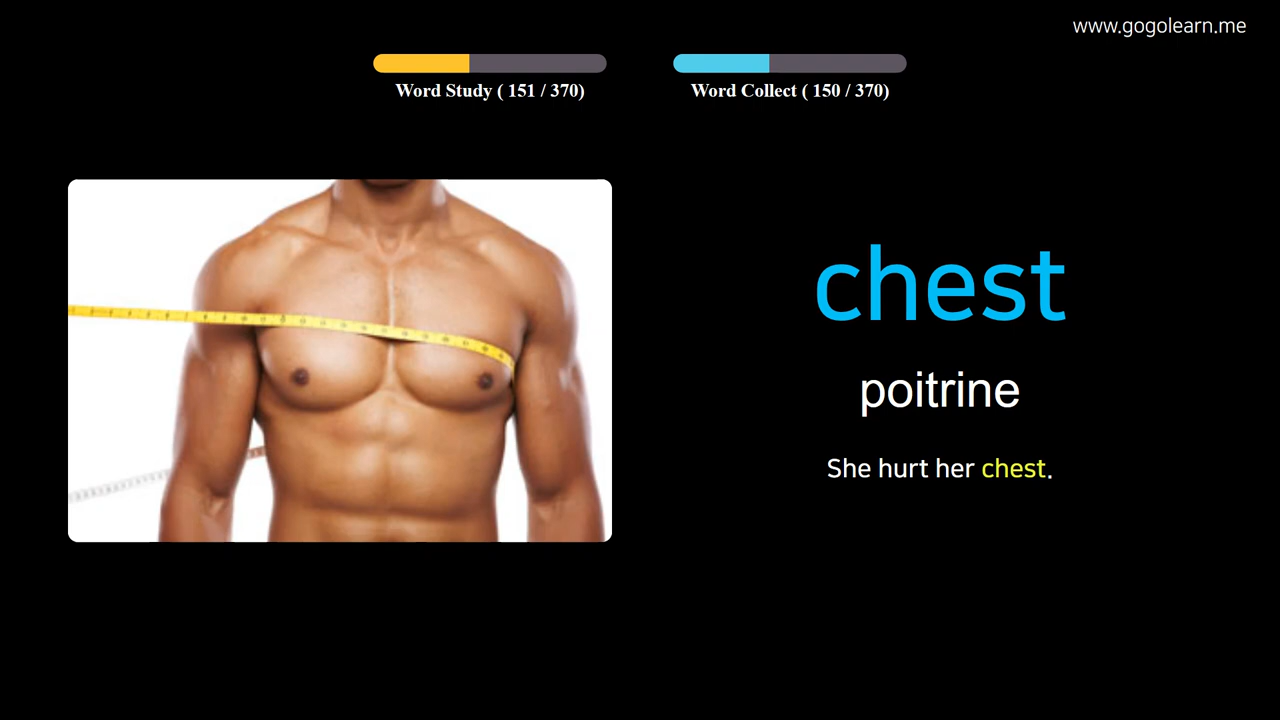 www.gogolearn.me
Word Study ( 151 / 370)
Word Collect ( 150 / 370)
chest
poitrine
She hurt her chest.